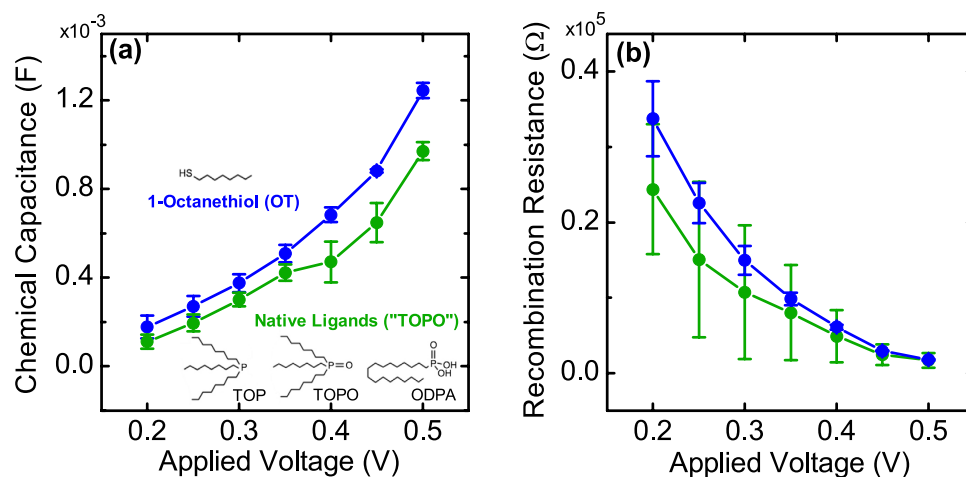 x10⁻³
(a)
Chemical Capacitance (F)
1.2
0.8
0.4
0.0
HS
1-Octanethiol (OT)
Native Ligands ("TOPO")
P
TOP
P=O
TOPO
O
P-OH
OH
ODPA
0.2 0.3 0.4 0.5
Applied Voltage (V)
x10⁵
(b)
Recombination Resistance (Ω)
0.4
0.2
0.0
0.2 0.3 0.4 0.5
Applied Voltage (V)